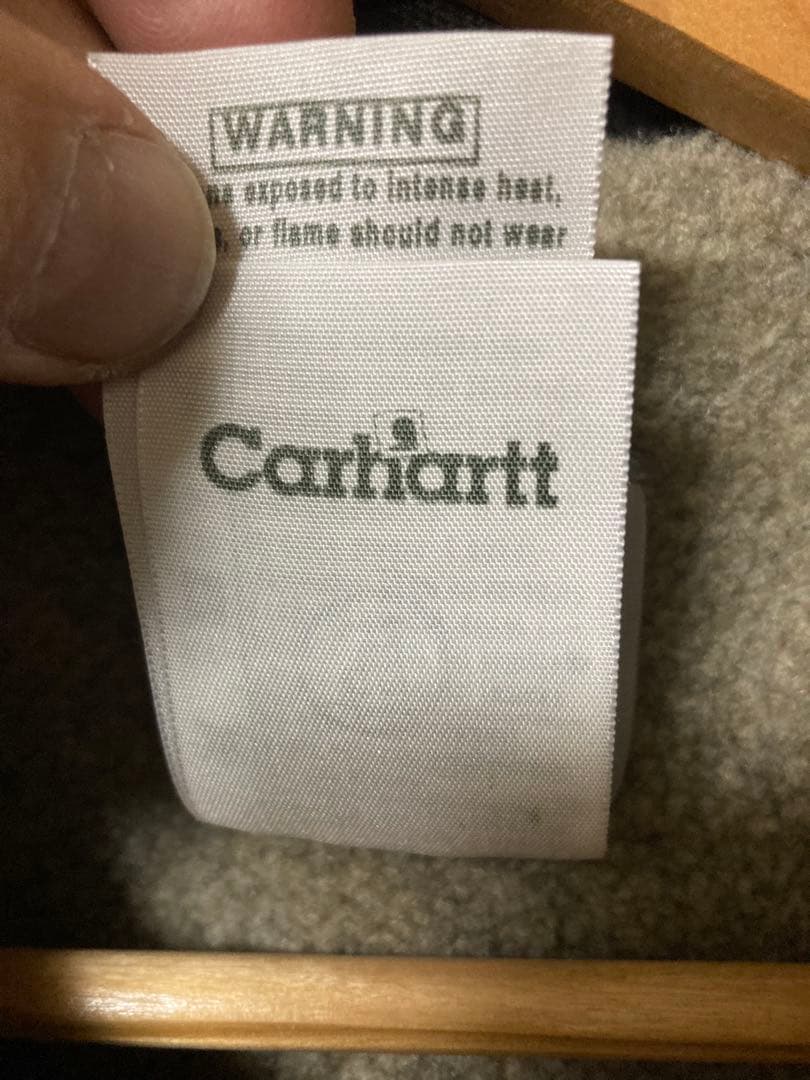 WARNING
exposed to intense heat,
or flame should not wear
Carhartt